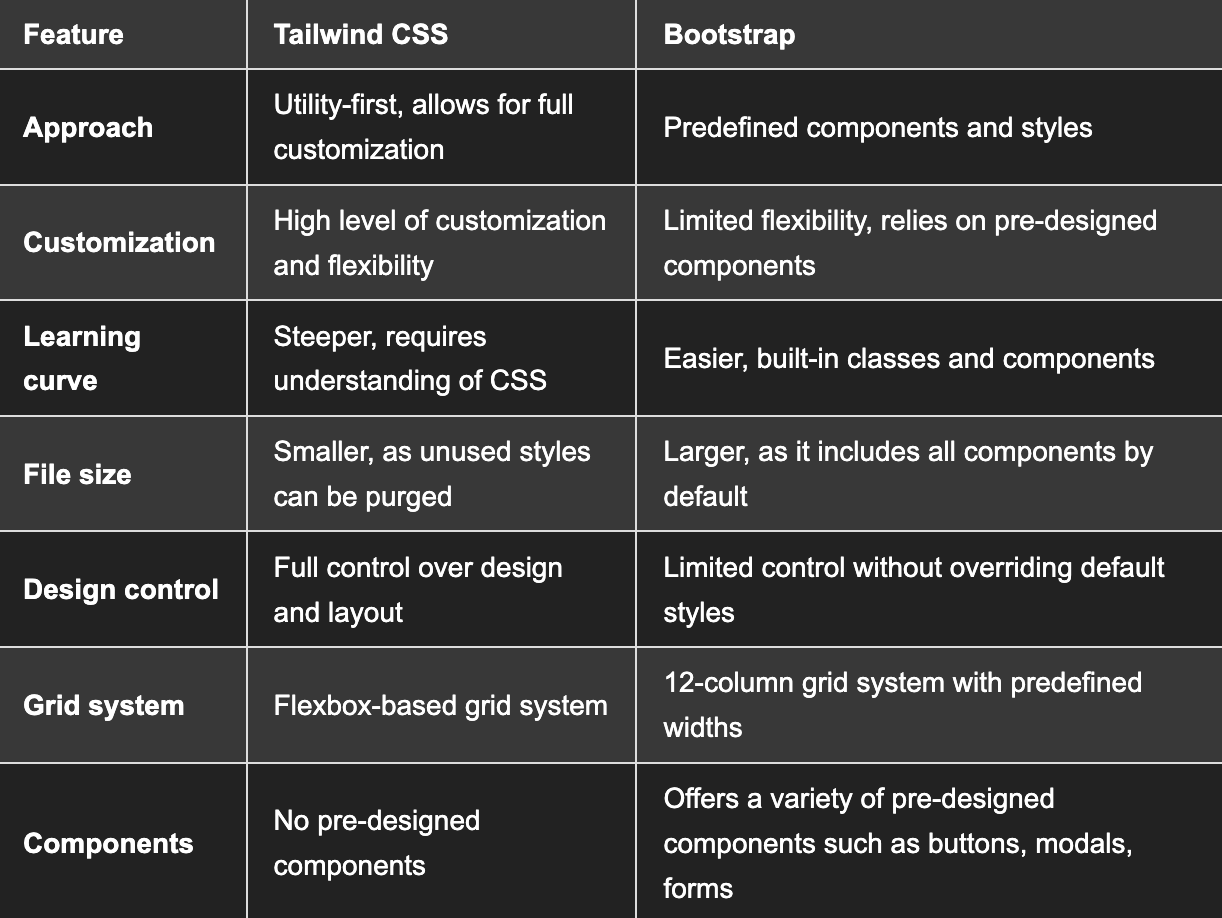 Feature
Tailwind CSS
Bootstrap
Approach
Utility-first, allows for full
customization
Predefined components and styles
Customization
High level of customization
and flexibility
Limited flexibility, relies on pre-designed
components
Learning
curve
Steeper, requires
understanding of CSS
Easier, built-in classes and components
File size
Smaller, as unused styles
can be purged
Larger, as it includes all components by
default
Design control
Full control over design
and layout
Limited control without overriding default
styles
Grid system
Flexbox-based grid system
12-column grid system with predefined
widths
Components
No pre-designed
components
Offers a variety of pre-designed
components such as buttons, modals,
forms